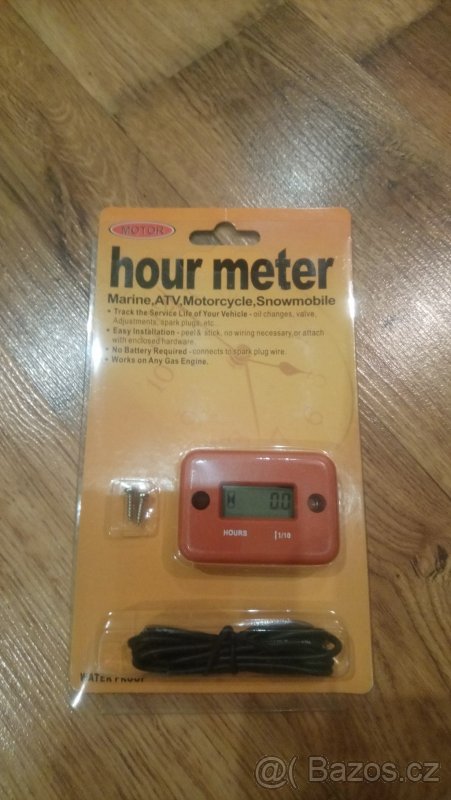 MOTOR
hour meter
Marine,ATV,Motorcycle,Snowmobile
• Track the Service Life of Your Vehicle - oil changes, valve,
Adjustments, spark plugs, etc.
• Easy Installation - peel & stick, no wiring necessary,or attach
with enclosed hardware.
• No Battery Required - connects to spark plug wire.
• Works on Any Gas Engine.
00
HOURS 1/10
WATER PROOF
@ Bazos.cz